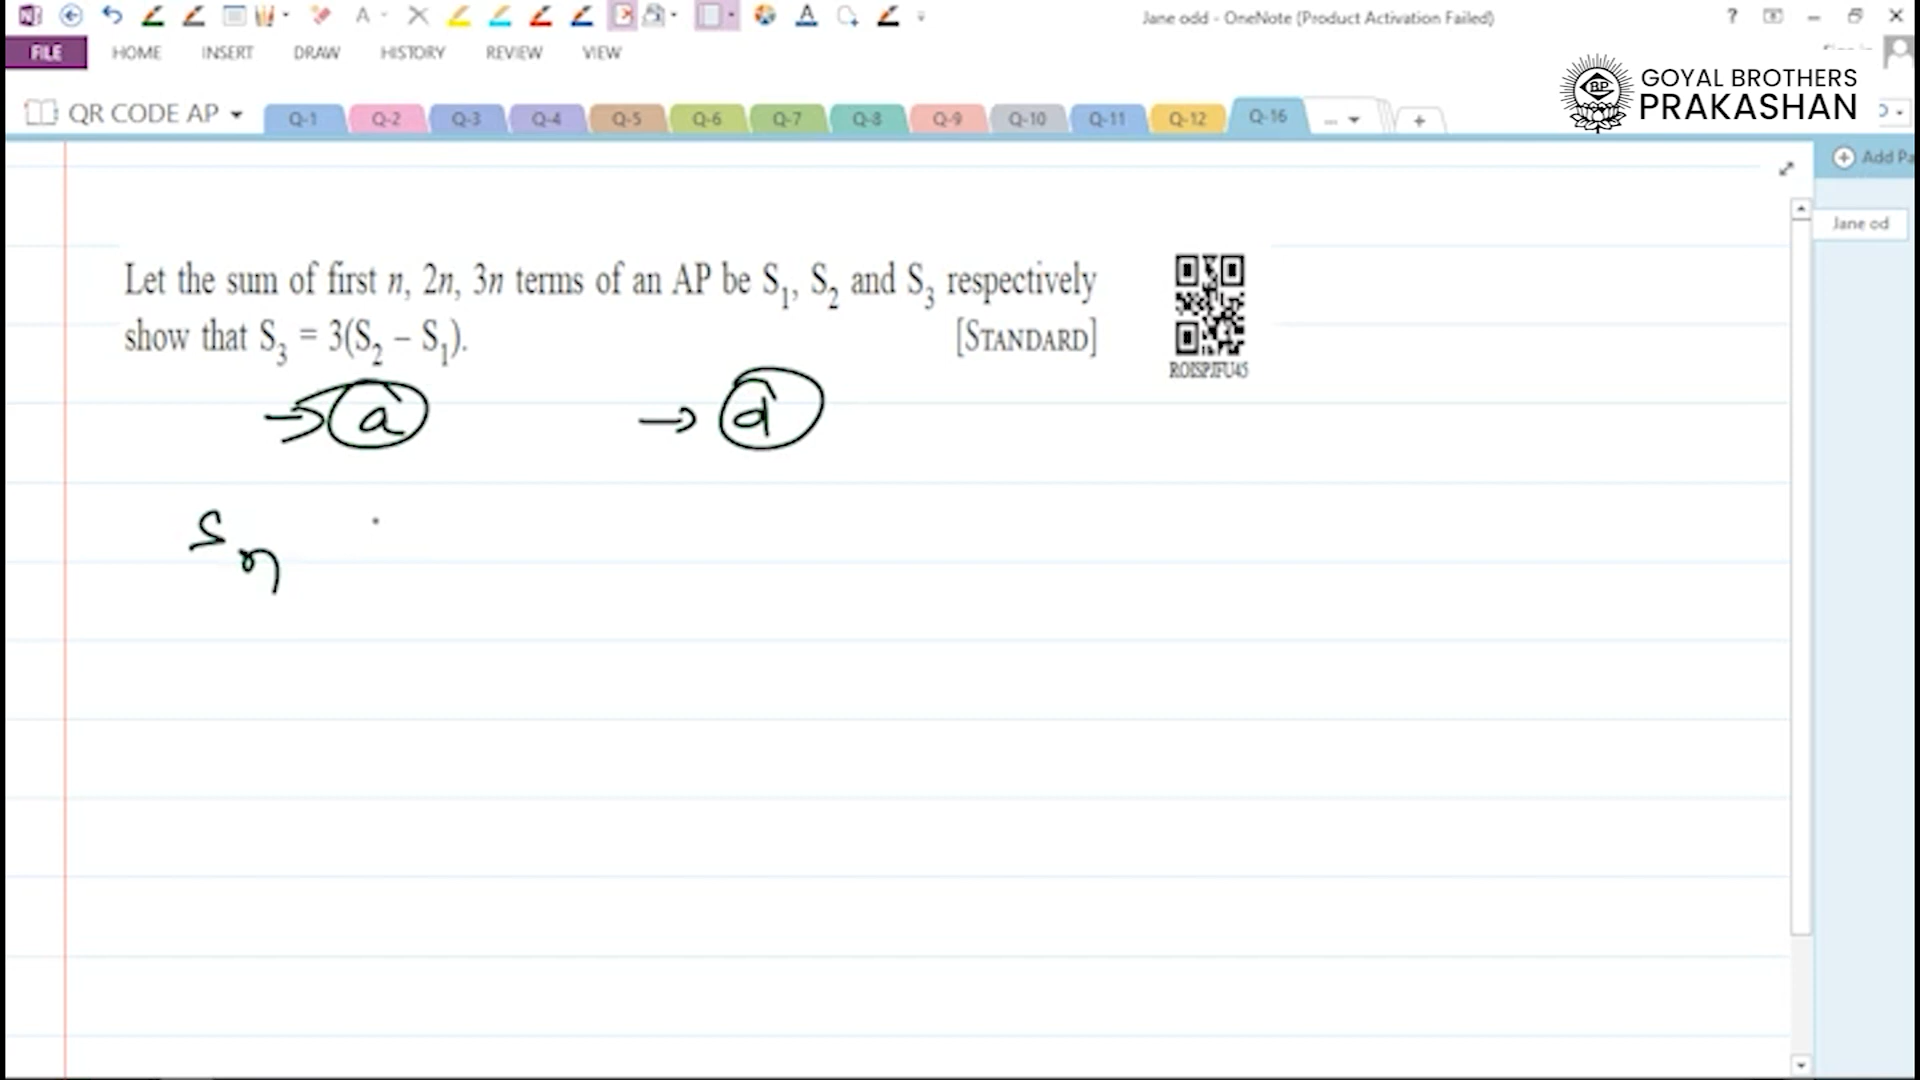 Jane odd - OneNote (Product Activation Failed)
FILE HOME INSERT DRAW HISTORY REVIEW VIEW
GOYAL BROTHERS
PRAKASHAN
QR CODE AP Q-1 Q-2 Q-3 Q-4 Q-5 Q-6 Q-7 Q-8 Q-9 Q-10 Q-11 Q-12 Q-16 ...
Add Pa
Jane od
Let the sum of first n, 2n, 3n terms of an AP be S₁, S₂ and S₃ respectively
show that S₃ = 3(S₂ – S₁). [STANDARD]
→ a → d
Sn